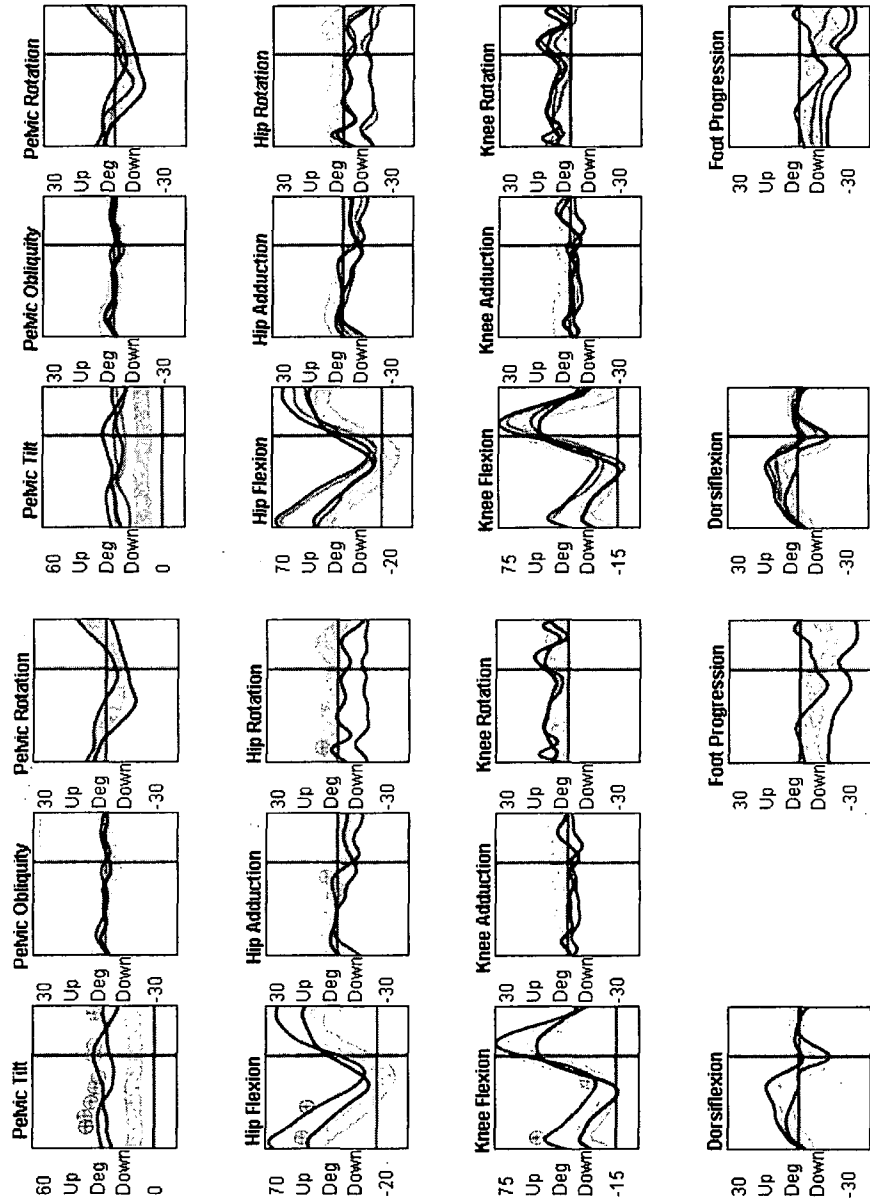 Pelvic Tilt
60
Up
Deg
Down
0
Pelvic Obliquity
30
Up
Deg
Down
-30
Pelvic Rotation
30
Up
Deg
Down
-30
Hip Flexion
70
Up
Deg
Down
-20
Hip Adduction
30
Up
Deg
Down
-30
Hip Rotation
30
Up
Deg
Down
-30
Knee Flexion
75
Up
Deg
Down
-15
Knee Adduction
30
Up
Deg
Down
-30
Knee Rotation
30
Up
Deg
Down
-30
Dorsiflexion
30
Up
Deg
Down
-30
Foot Progression
30
Up
Deg
Down
-30
Pelvic Tilt
60
Up
Deg
Down
0
Pelvic Obliquity
30
Up
Deg
Down
-30
Pelvic Rotation
30
Up
Deg
Down
-30
Hip Flexion
70
Up
Deg
Down
-20
Hip Adduction
30
Up
Deg
Down
-30
Hip Rotation
30
Up
Deg
Down
-30
Knee Flexion
75
Up
Deg
Down
-15
Knee Adduction
30
Up
Deg
Down
-30
Knee Rotation
30
Up
Deg
Down
-30
Dorsiflexion
30
Up
Deg
Down
-30
Foot Progression
30
Up
Deg
Down
-30